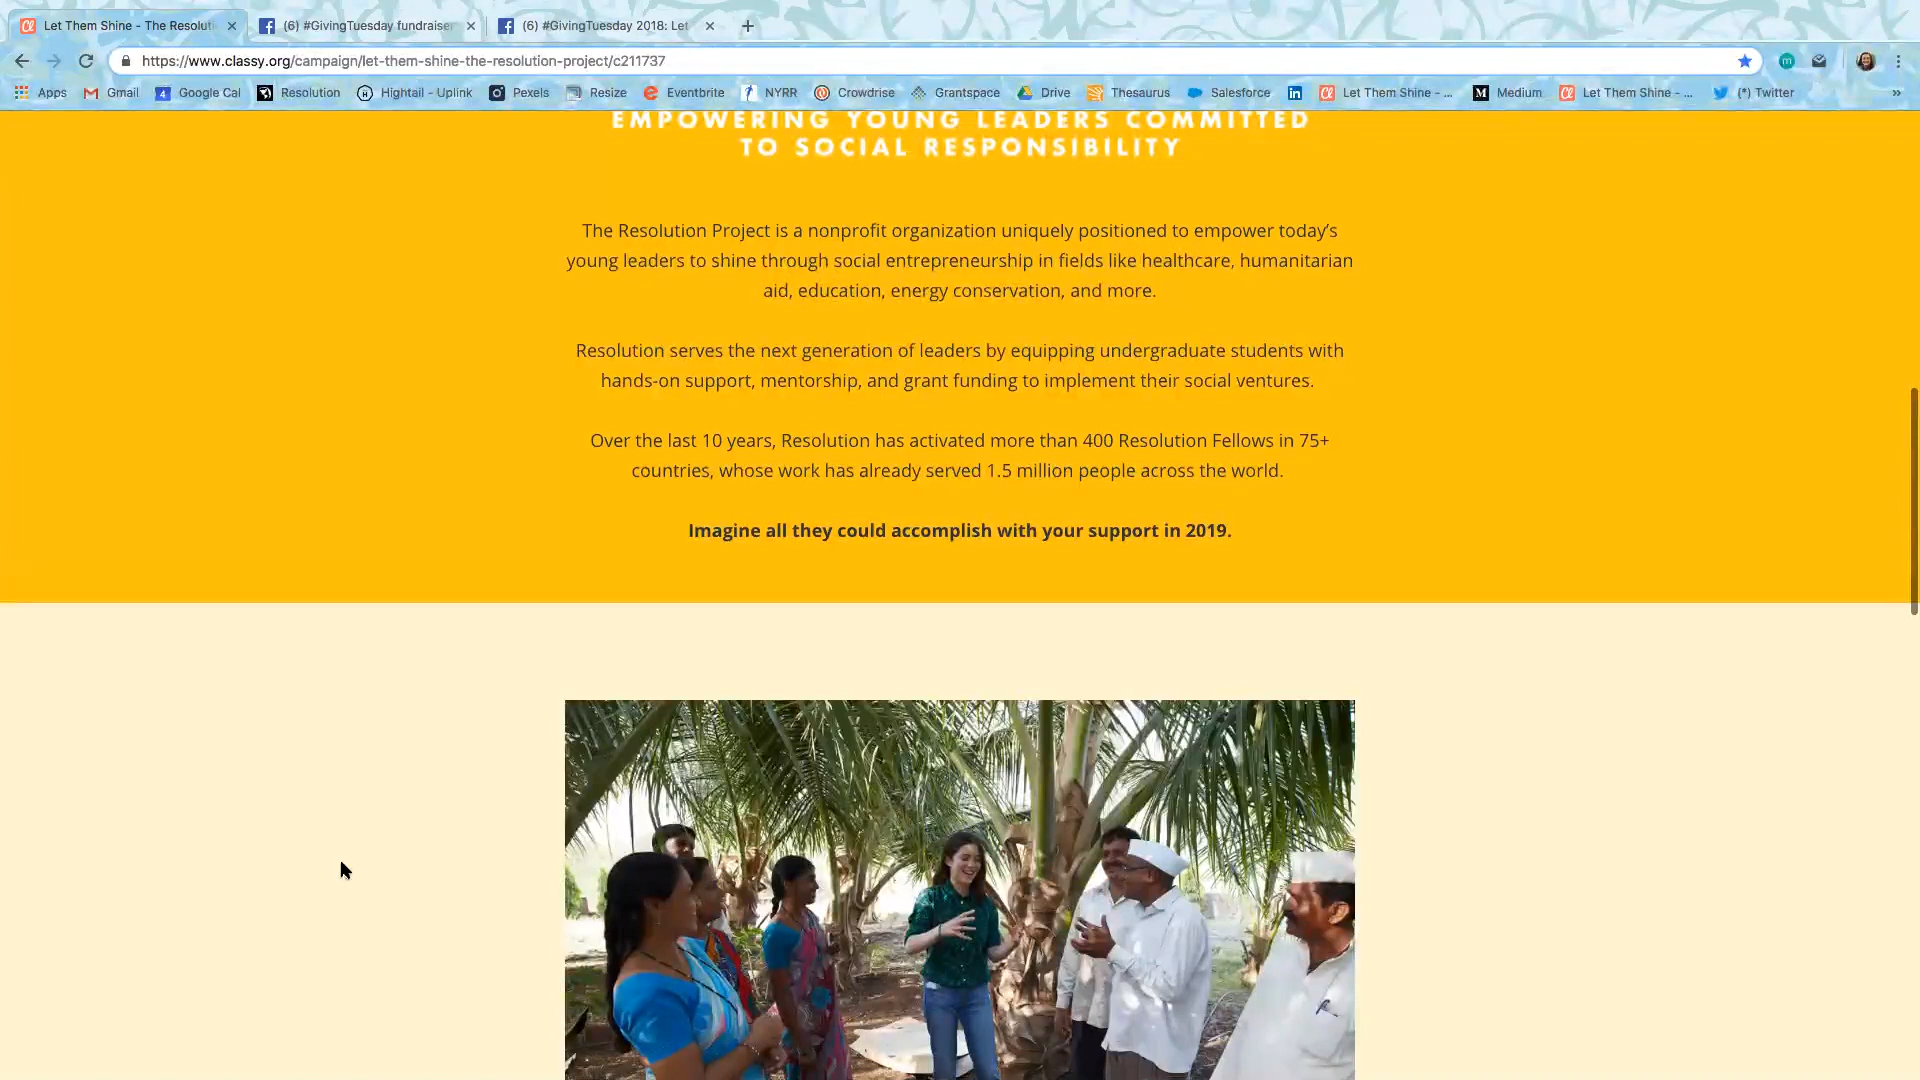 Let Them Shine - The Resolut
(6) #GivingTuesday fundraise
(6) #GivingTuesday 2018: Let
https://www.classy.org/campaign/let-them-shine-the-resolution-project/c211737
Apps Gmail Google Cal Resolution Hightail - Uplink Pexels Resize Eventbrite NYRR Crowdrise Grantspace Drive Thesaurus Salesforce Let Them Shine - ... Medium Let Them Shine - ... (*) Twitter
EMPOWERING YOUNG LEADERS COMMITTED
TO SOCIAL RESPONSIBILITY
The Resolution Project is a nonprofit organization uniquely positioned to empower today’s
young leaders to shine through social entrepreneurship in fields like healthcare, humanitarian
aid, education, energy conservation, and more.
Resolution serves the next generation of leaders by equipping undergraduate students with
hands-on support, mentorship, and grant funding to implement their social ventures.
Over the last 10 years, Resolution has activated more than 400 Resolution Fellows in 75+
countries, whose work has already served 1.5 million people across the world.
Imagine all they could accomplish with your support in 2019.